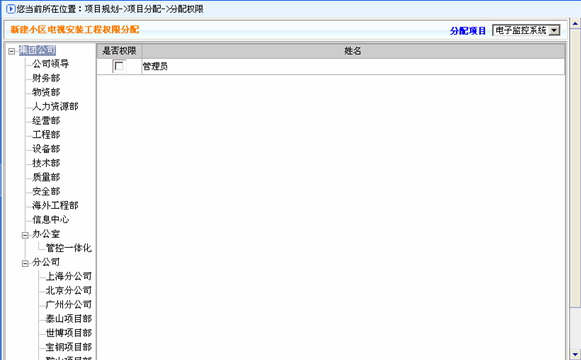 您当前所在位置：项目规划->项目分配->分配权限
新建小区电视安装工程权限分配
分配项目 电子监控系统
集团公司
公司领导
财务部
物资部
人力资源部
经营部
工程部
设备部
技术部
质量部
安全部
海外工程部
信息中心
办公室
管控一体化
分公司
上海分公司
北京分公司
广州分公司
泰山项目部
世博项目部
宝钢项目部
是否权限 姓名
管理员